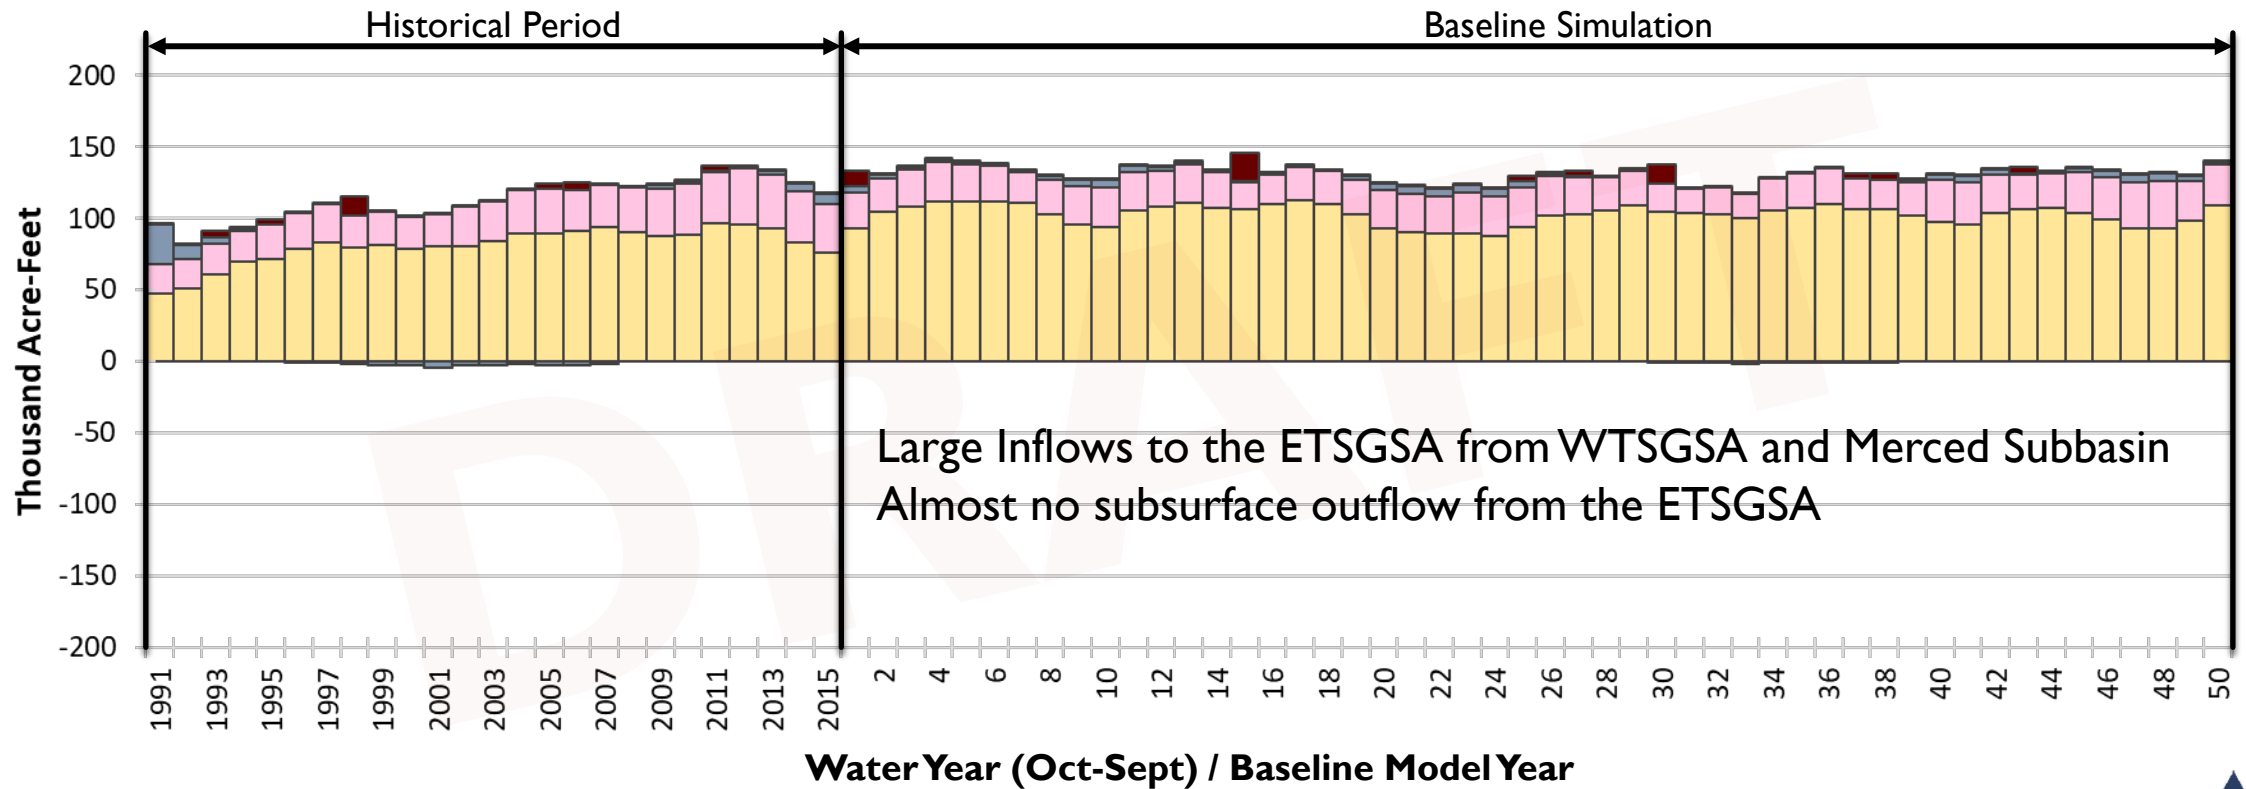 Historical Period
Baseline Simulation
200
150
100
50
0
-50
-100
-150
-200
Thousand Acre-Feet
DRAFT
Large Inflows to the ETSGSA from WTSGSA and Merced Subbasin
Almost no subsurface outflow from the ETSGSA
1991 1993 1995 1997 1999 2001 2003 2005 2007 2009 2011 2013 2015 2 4 6 8 10 12 14 16 18 20 22 24 26 28 30 32 34 36 38 40 42 44 46 48 50
Water Year (Oct-Sept) / Baseline Model Year